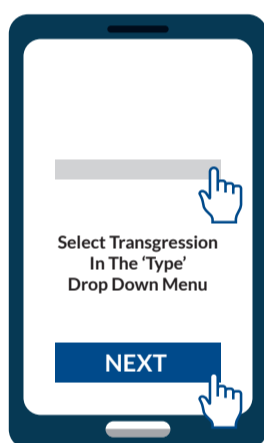 Select Transgression
In The ‘Type’
Drop Down Menu
NEXT